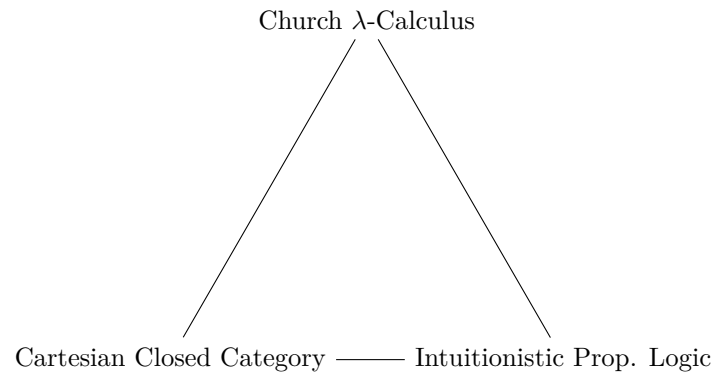 Church λ-Calculus
Cartesian Closed Category
Intuitionistic Prop. Logic